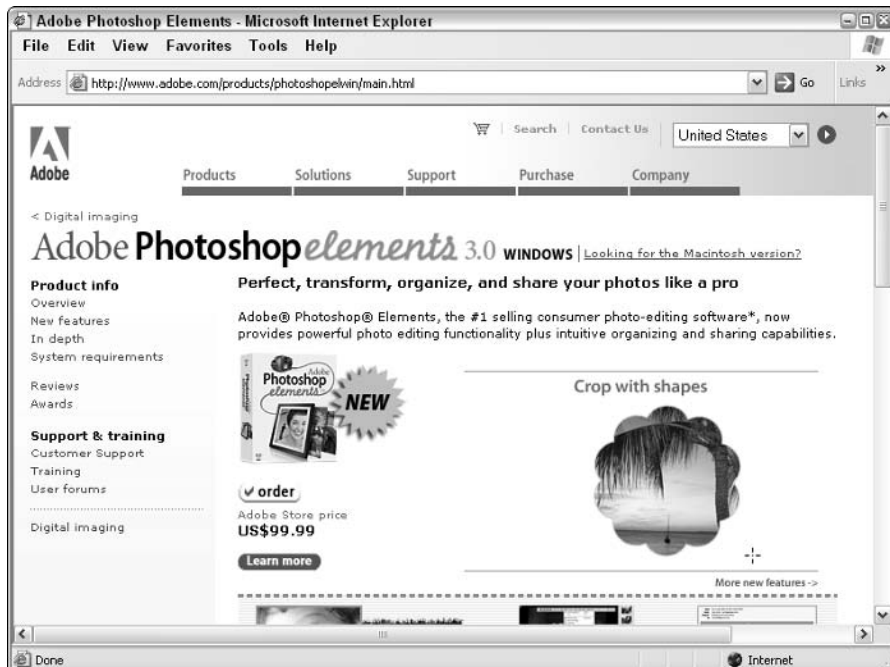 Adobe Photoshop Elements - Microsoft Internet Explorer
File Edit View Favorites Tools Help
Address http://www.adobe.com/products/photoshopelwin/main.html Go Links »
Search | Contact Us United States
Adobe
Products Solutions Support Purchase Company
< Digital imaging
Adobe Photoshop elements 3.0 WINDOWS | Looking for the Macintosh version?
Product info
Overview
New features
In depth
System requirements
Reviews
Awards
Support & training
Customer Support
Training
User forums
Digital imaging
Perfect, transform, organize, and share your photos like a pro
Adobe® Photoshop® Elements, the #1 selling consumer photo-editing software*, now
provides powerful photo editing functionality plus intuitive organizing and sharing capabilities.
Adobe
Photoshop
elements
NEW
order
Adobe Store price
US$99.99
Learn more
Crop with shapes
More new features ->
Done Internet